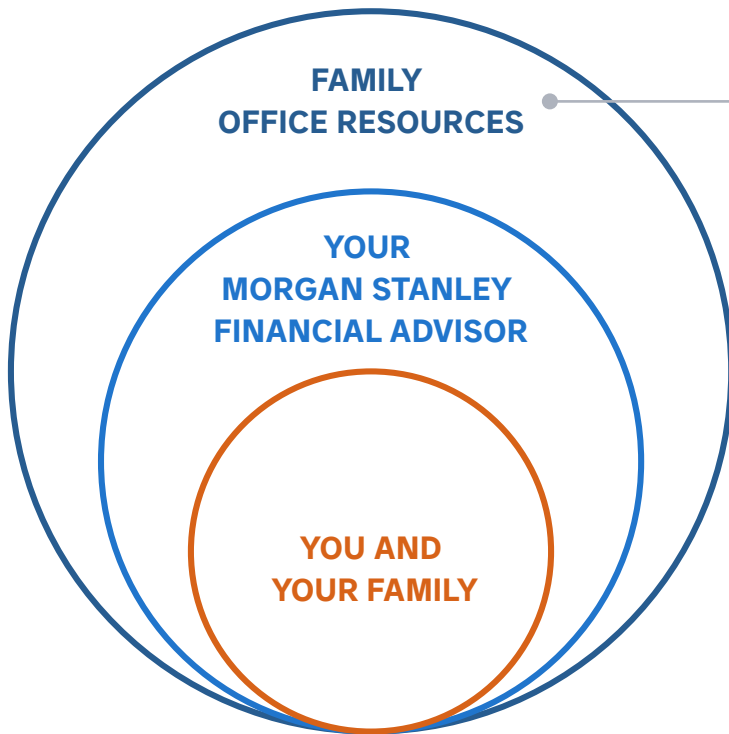 FAMILY
OFFICE RESOURCES
YOUR
MORGAN STANLEY
FINANCIAL ADVISOR
YOU AND
YOUR FAMILY